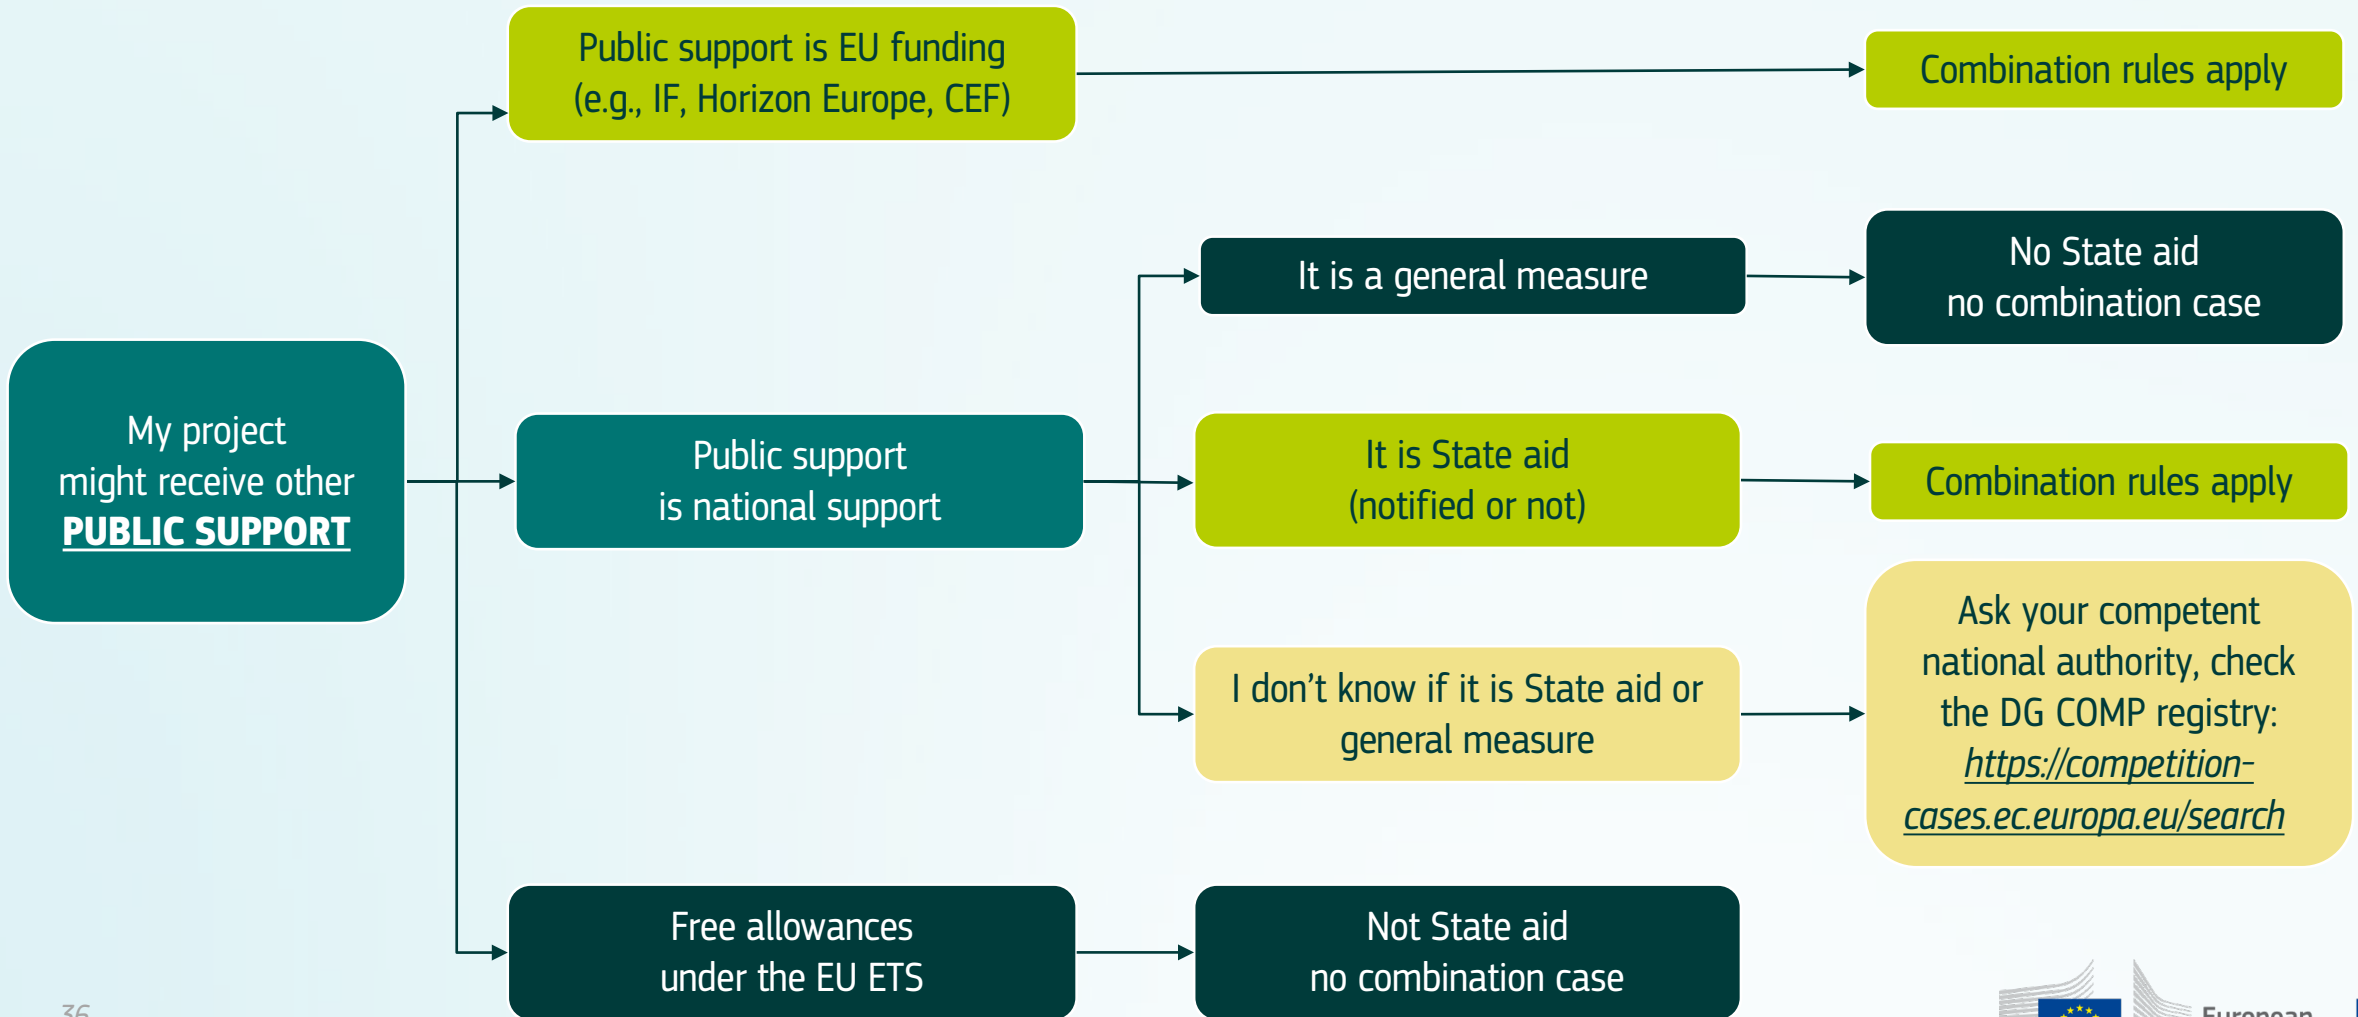 Public support is EU funding
(e.g., IF, Horizon Europe, CEF)
Combination rules apply
It is a general measure
No State aid
no combination case
My project
might receive other
PUBLIC SUPPORT
Public support
is national support
It is State aid
(notified or not)
Combination rules apply
I don't know if it is State aid or
general measure
Ask your competent
national authority, check
the DG COMP registry:
https://competition-
cases.ec.europa.eu/search
Free allowances
under the EU ETS
Not State aid
no combination case
36
European